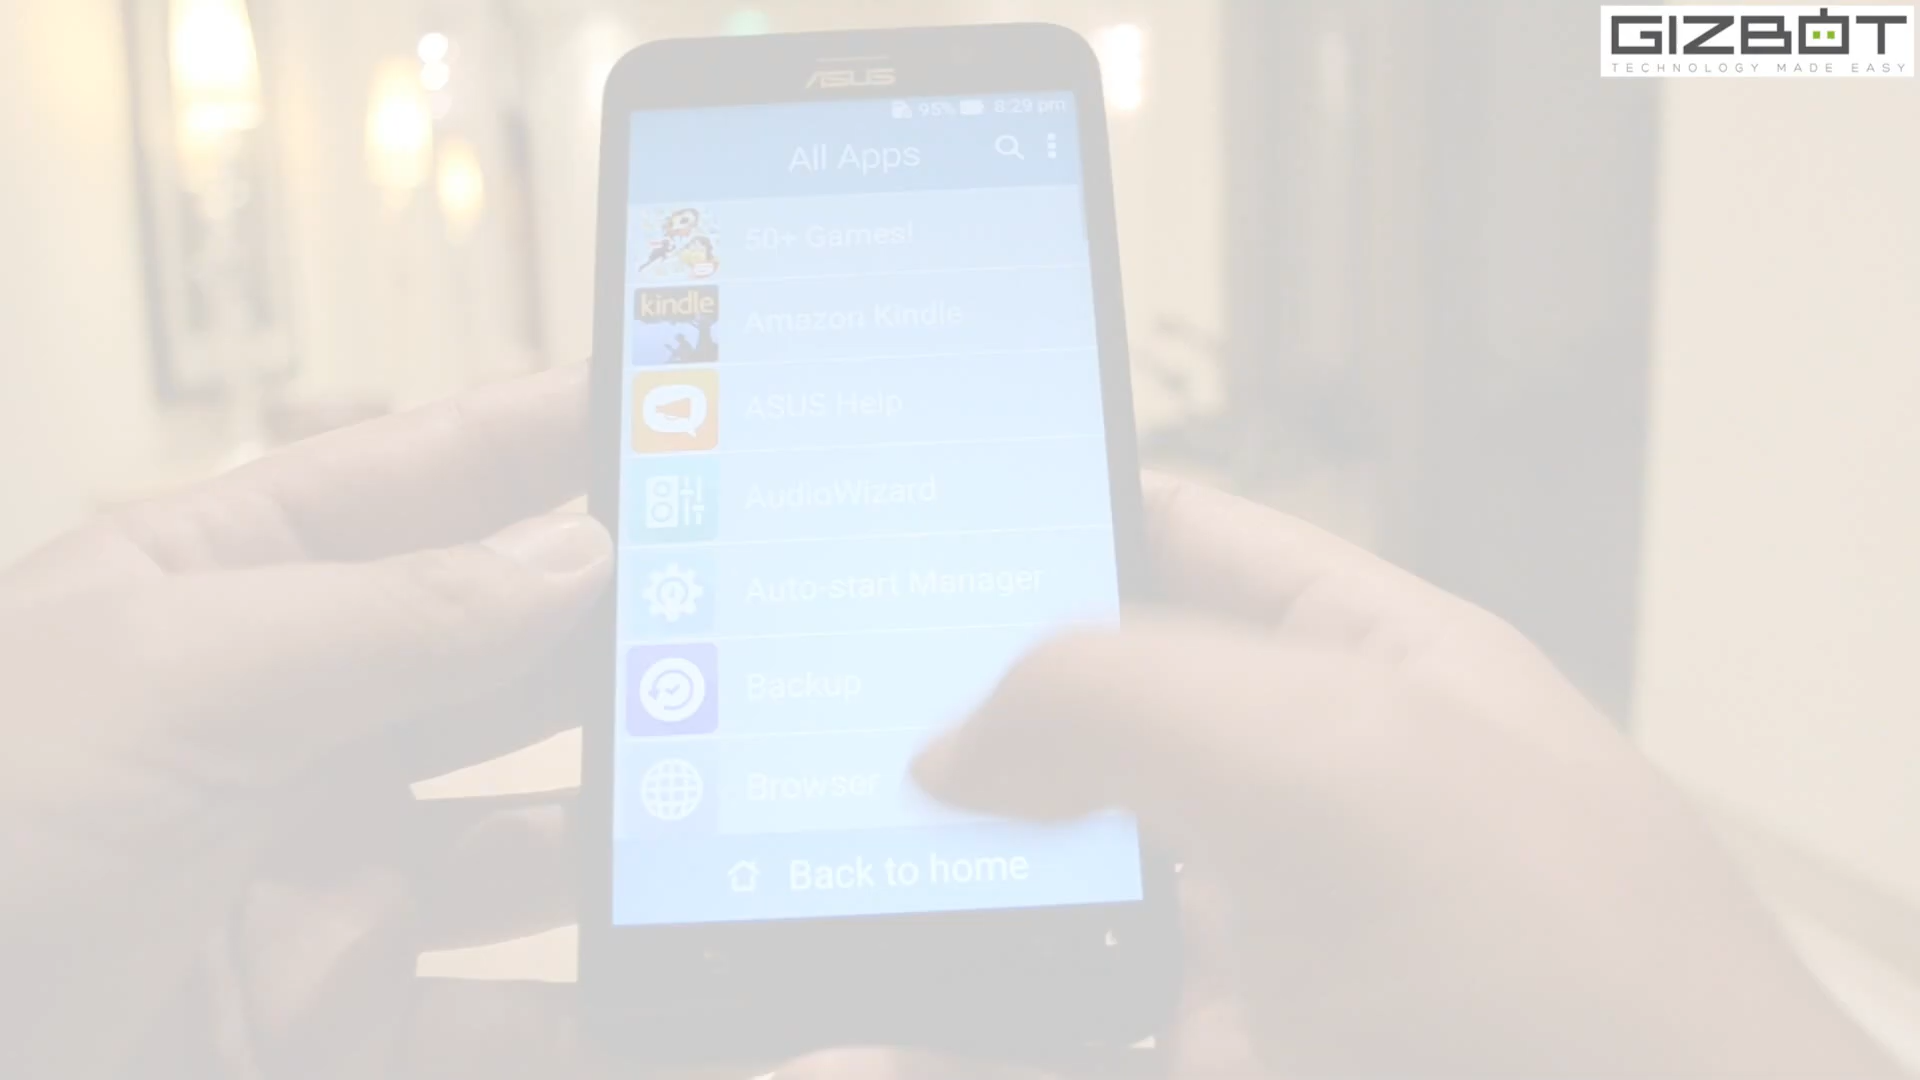 GIZBOT
TECHNOLOGY MADE EASY
ASUS
95% 8:29 pm
All Apps
50+ Games!
kindle
Amazon Kindle
ASUS Help
AudioWizard
Auto-start Manager
Backup
Browser
Back to home